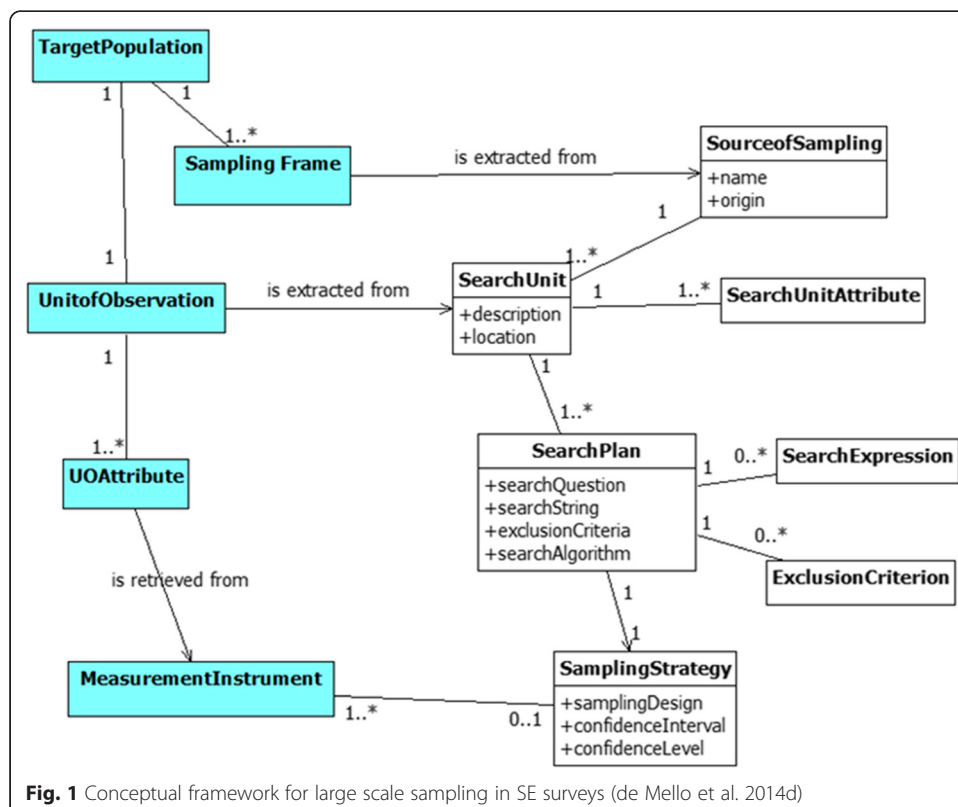 TargetPopulation
1
1
1..*
Sampling Frame
is extracted from
SourceofSampling
+name
+origin
1
1..*
1
UnitofObservation
is extracted from
SearchUnit
+description
+location
1
1..*
SearchUnitAttribute
1
1
1..*
1..*
UOAttribute
SearchPlan
+searchQuestion
+searchString
+exclusionCriteria
+searchAlgorithm
1
0..*
SearchExpression
1
0..*
ExclusionCriterion
is retrieved from
1
1
MeasurementInstrument
1..*
0..1
SamplingStrategy
+samplingDesign
+confidenceInterval
+confidenceLevel
Fig. 1 Conceptual framework for large scale sampling in SE surveys (de Mello et al. 2014d)